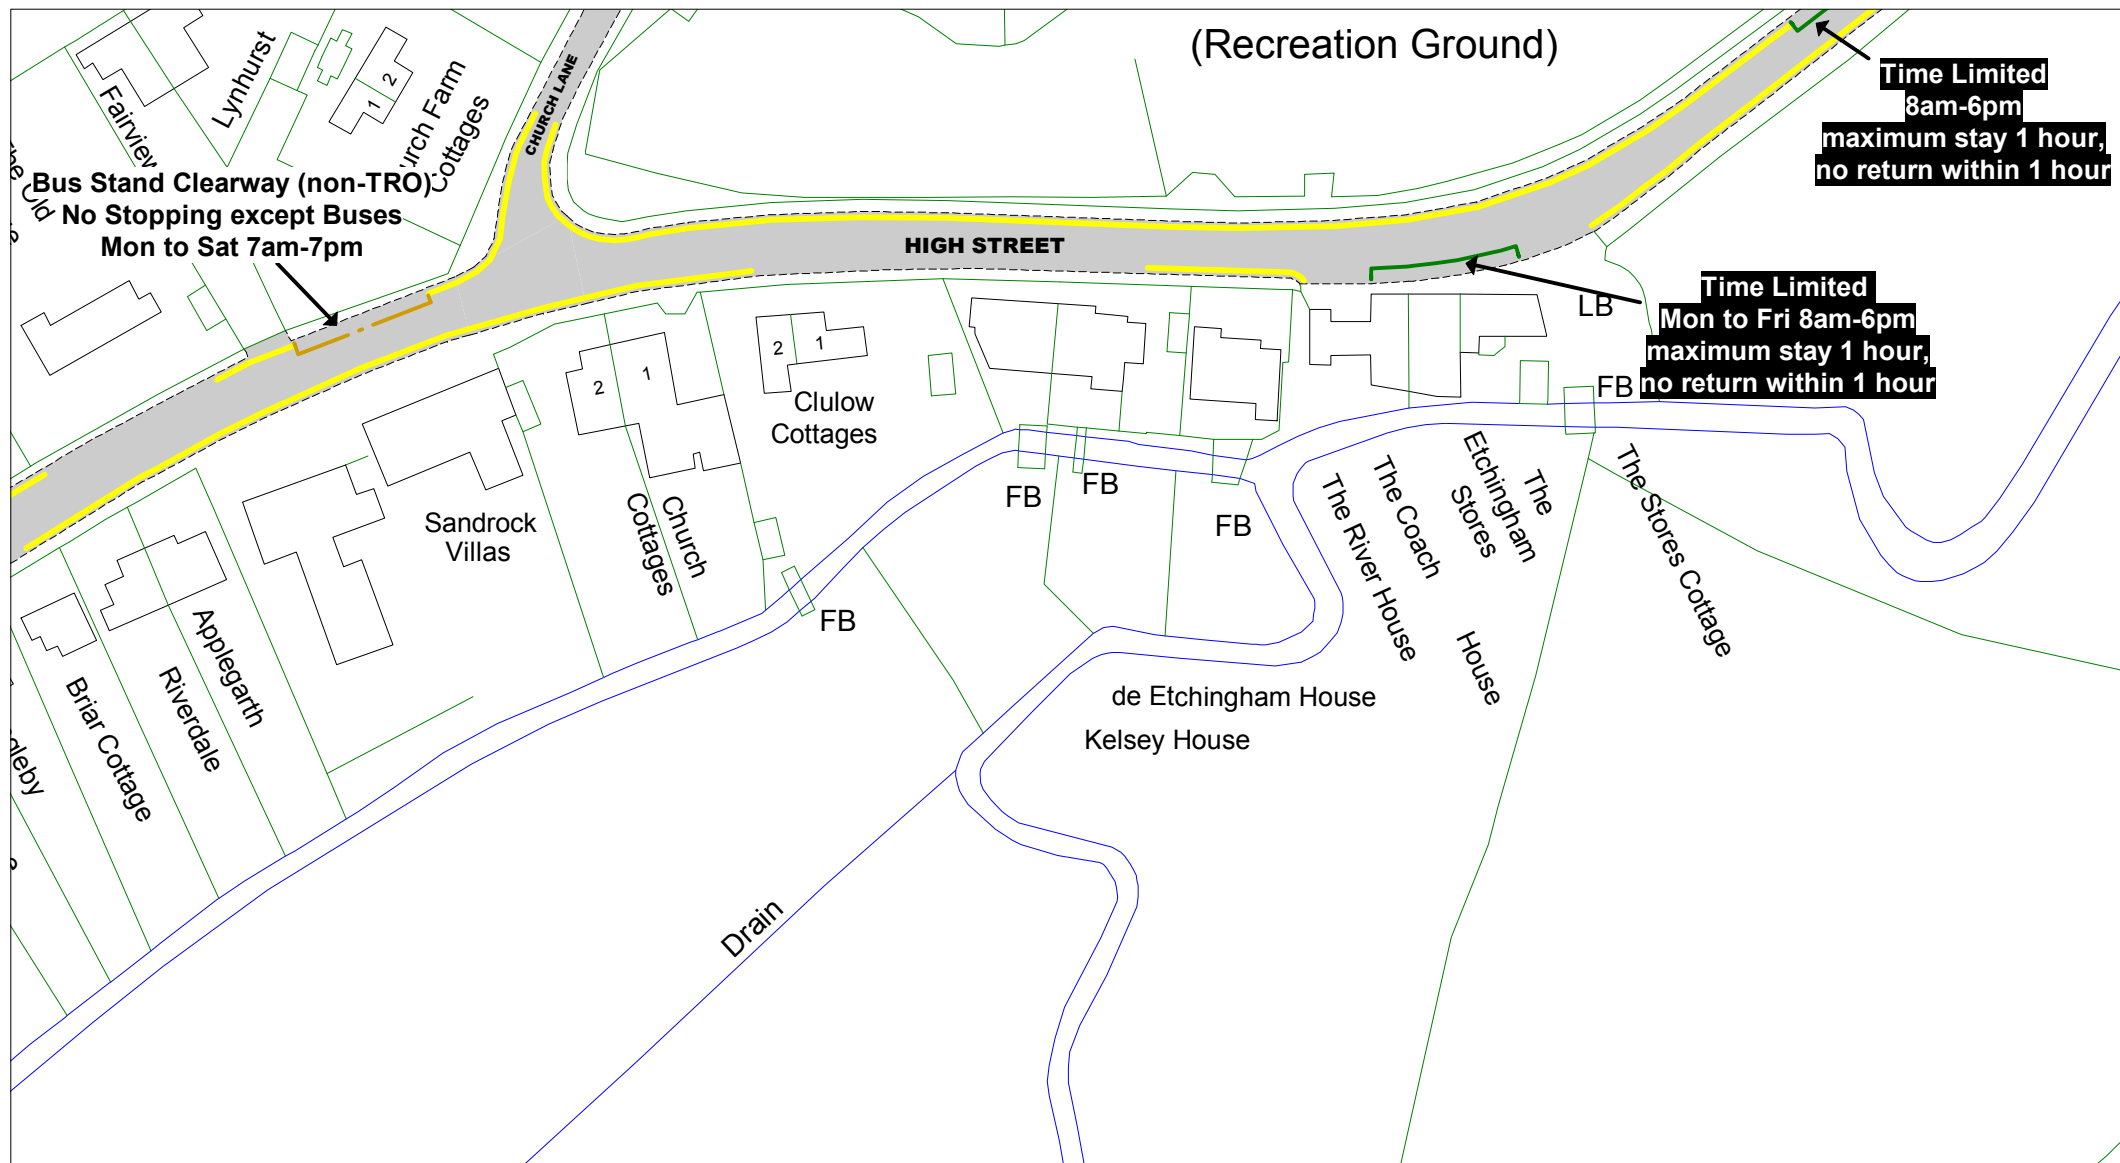 (Recreation Ground)
Time Limited
8am-6pm
maximum stay 1 hour,
no return within 1 hour
CHURCH LANE
Lynhurst
Fairview
1
2
Cottages
Bus Stand Clearway (non-TRO)
No Stopping except Buses
Mon to Sat 7am-7pm
HIGH STREET
LB
Time Limited
Mon to Fri 8am-6pm
maximum stay 1 hour,
no return within 1 hour
2
1
2
1
Clulow
Cottages
FB
FB
FB
FB
FB
Sandrock
Villas
Church
Cottages
The River House
The Coach
House
The
Etchingham
Stores
The Stores Cottage
Applegarth
Riverdale
Briar Cottage
de Etchingham House
Kelsey House
Drain